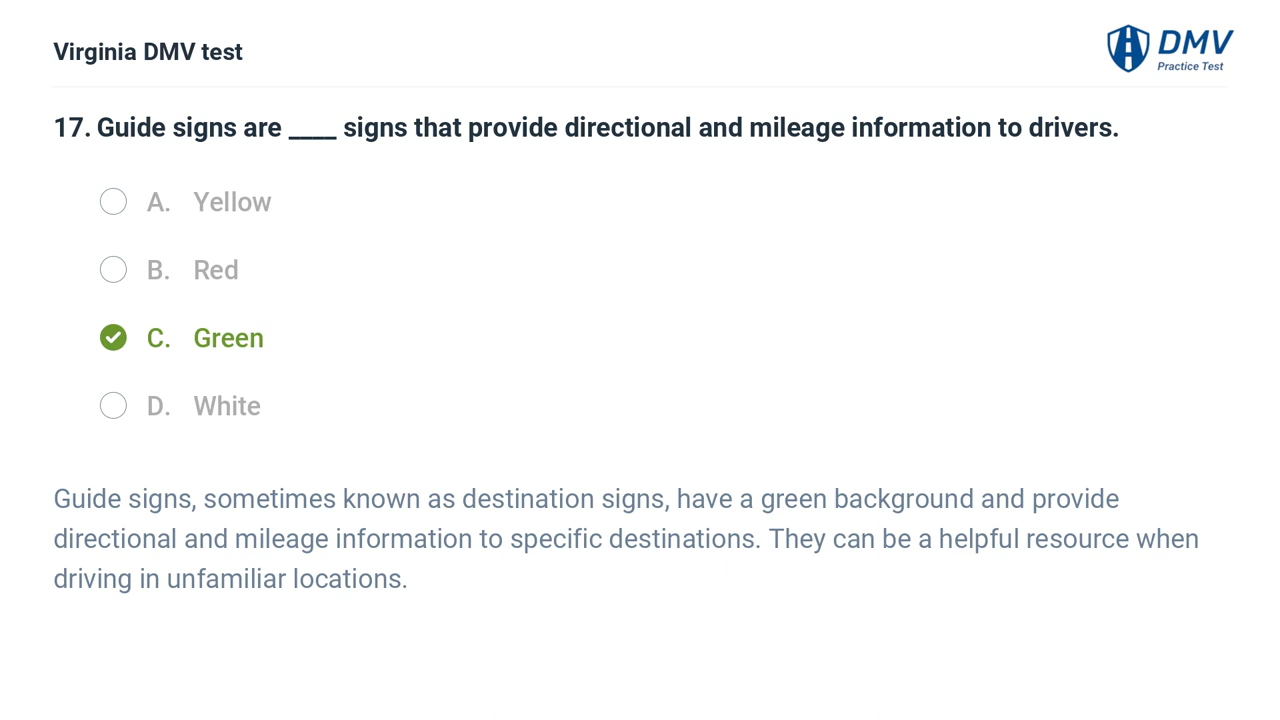 Virginia DMV test
DMV
Practice Test
17. Guide signs are ____ signs that provide directional and mileage information to drivers.
A. Yellow
B. Red
C. Green
D. White
Guide signs, sometimes known as destination signs, have a green background and provide
directional and mileage information to specific destinations. They can be a helpful resource when
driving in unfamiliar locations.